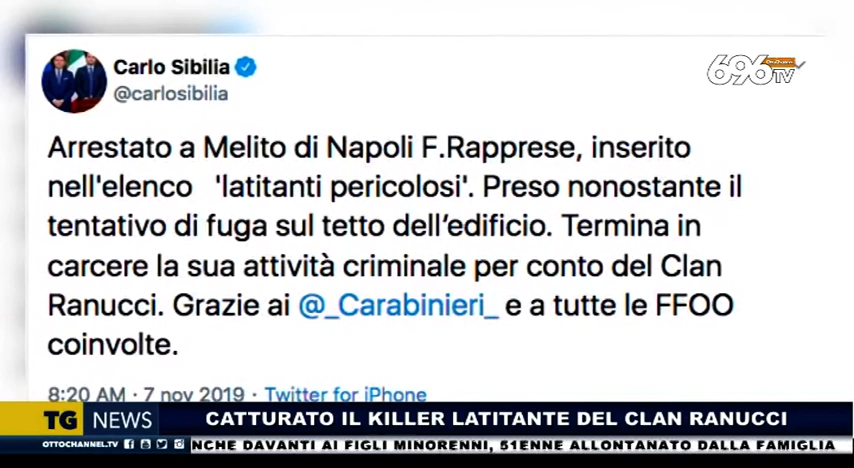 Carlo Sibilia
@carlosibilia
696 TV
Arrestato a Melito di Napoli F.Rapprese, inserito
nell'elenco 'latitanti pericolosi'. Preso nonostante il
tentativo di fuga sul tetto dell’edificio. Termina in
carcere la sua attività criminale per conto del Clan
Ranucci. Grazie ai @_Carabinieri_ e a tutte le FFOO
coinvolte.
8:20 AM · 7 nov 2019 · Twitter for iPhone
TG NEWS
CATTURATO IL KILLER LATITANTE DEL CLAN RANUCCI
OTTOCHANNEL.TV
NCHE DAVANTI AI FIGLI MINORENNI, 51ENNE ALLONTANATO DALLA FAMIGLIA